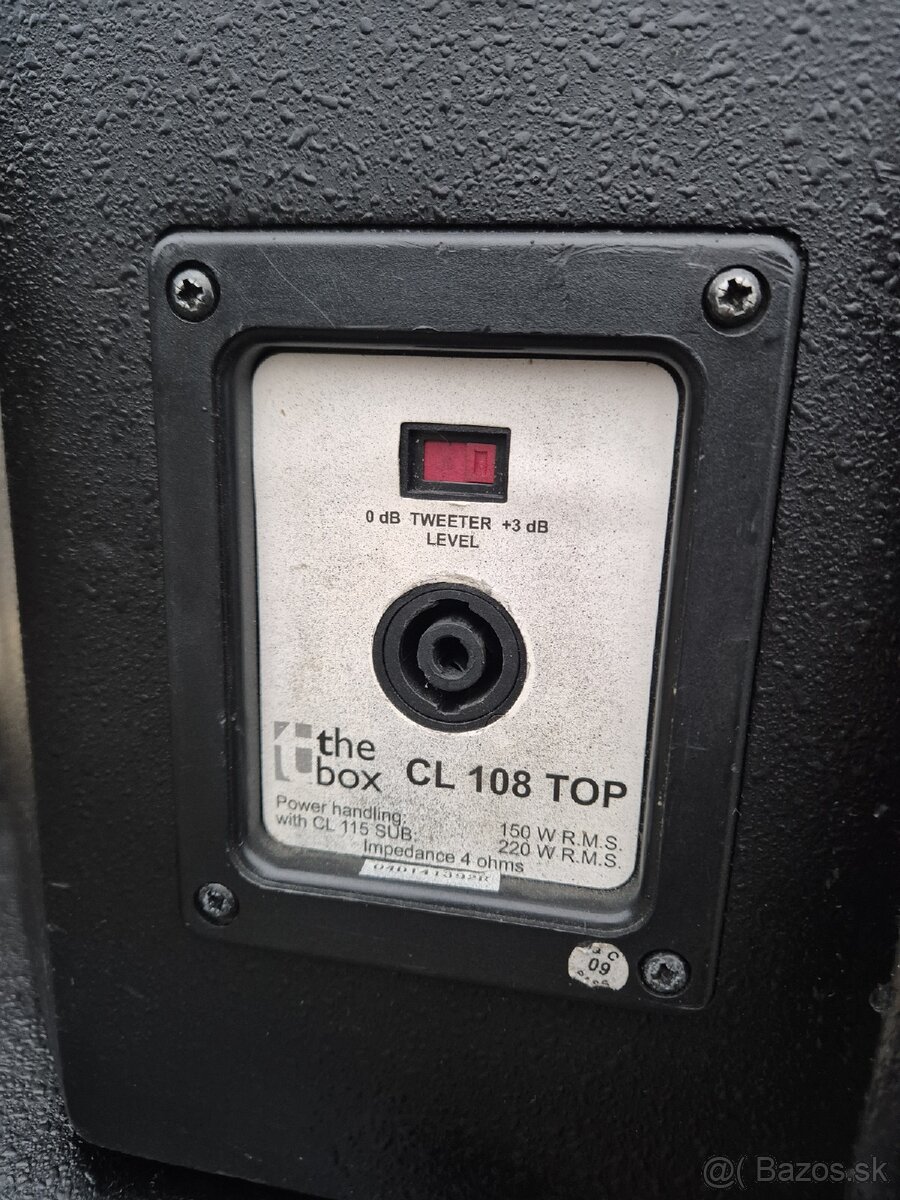 0 dB TWEETER +3 dB
LEVEL
the
box
CL 108 TOP
Power handling: 150 W R.M.S.
with CL 115 SUB: 220 W R.M.S.
Impedance 4 ohms
09
@( Bazos.sk